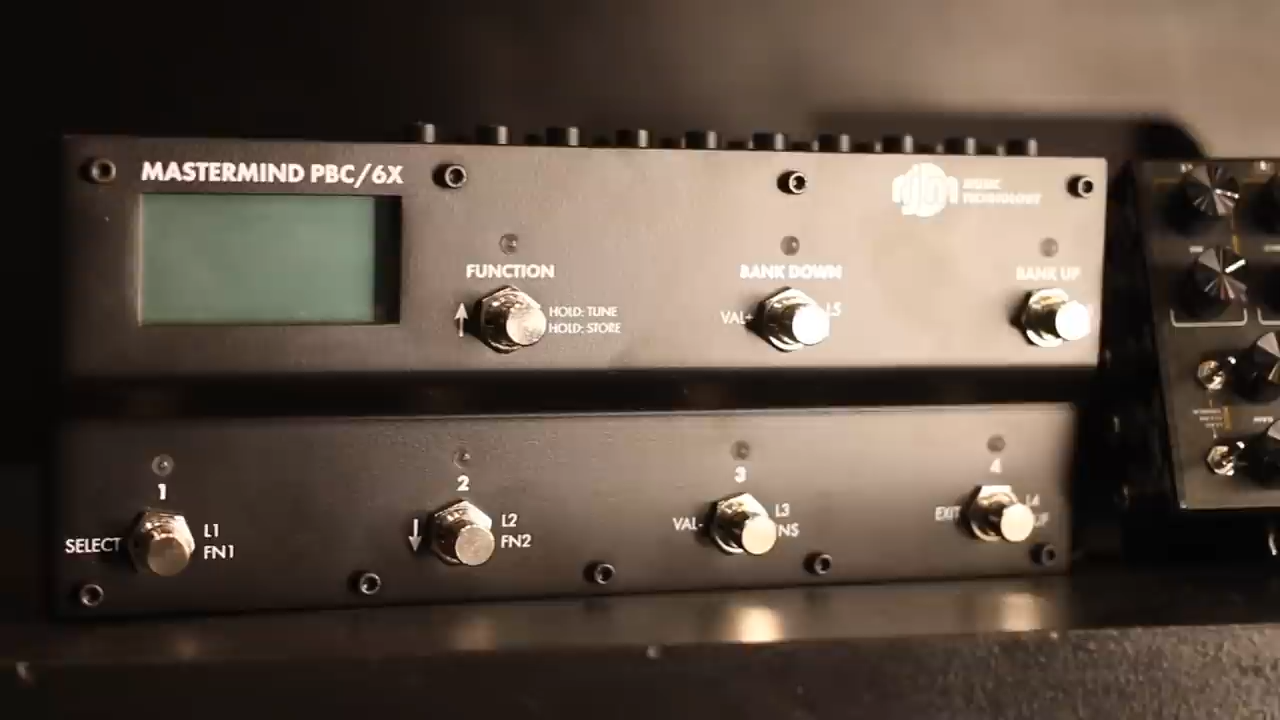 MASTERMIND PBC/6X
rjm MUSIC
TECHNOLOGY
FUNCTION
HOLD: TUNE
HOLD: STORE
BANK DOWN
VAL+
L5
BANK UP
1
SELECT
L1
FN1
2
L2
FN2
3
VAL-
L3
4
EXIT
L4